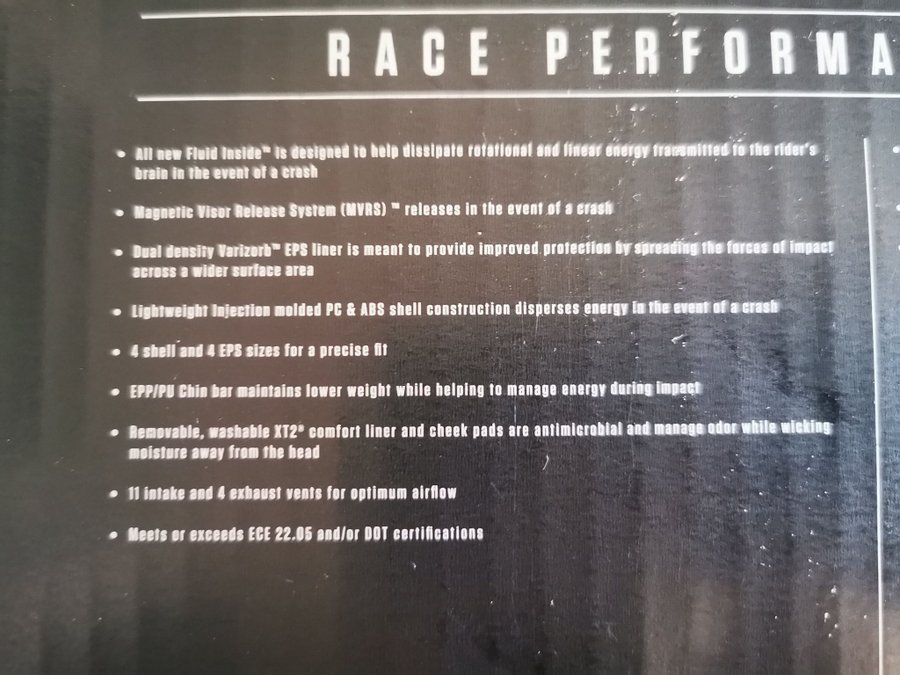 RACE PERFORMA
• All new Fluid Inside™ is designed to help dissipate rotational and linear energy transmitted to the rider's
brain in the event of a crash
• Magnetic Visor Release System (MVRS) ™ releases in the event of a crash
• Dual density Varizorb™ EPS liner is meant to provide improved protection by spreading the forces of impact
across a wider surface area
• Lightweight Injection molded PC & ABS shell construction disperses energy in the event of a crash
• 4 shell and 4 EPS sizes for a precise fit
• EPP/PU Chin bar maintains lower weight while helping to manage energy during impact
• Removable, washable XT2® comfort liner and cheek pads are antimicrobial and manage odor while wicking
moisture away from the head
• 11 intake and 4 exhaust vents for optimum airflow
• Meets or exceeds ECE 22.05 and/or DOT certifications